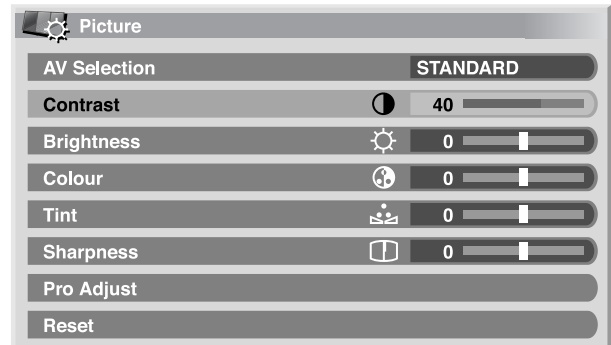 Picture
AV Selection STANDARD
Contrast 40
Brightness 0
Colour 0
Tint 0
Sharpness 0
Pro Adjust
Reset